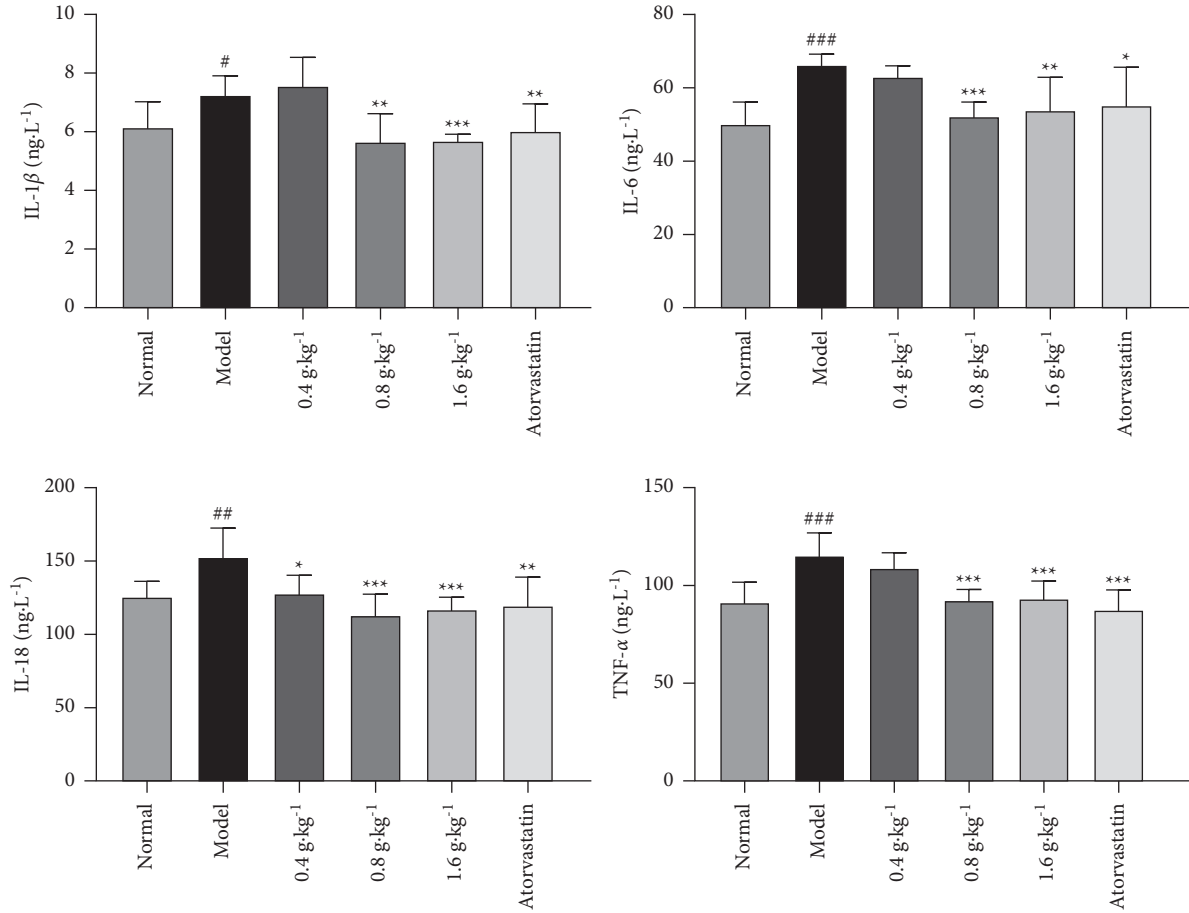 10
8
6
4
2
0
IL-1β (ng·L⁻¹)
#
**
***
**
Normal
Model
0.4 g·kg⁻¹
0.8 g·kg⁻¹
1.6 g·kg⁻¹
Atorvastatin
80
60
40
20
0
IL-6 (ng·L⁻¹)
###
***
**
*
Normal
Model
0.4 g·kg⁻¹
0.8 g·kg⁻¹
1.6 g·kg⁻¹
Atorvastatin
200
150
100
50
0
IL-18 (ng·L⁻¹)
##
*
***
***
**
Normal
Model
0.4 g·kg⁻¹
0.8 g·kg⁻¹
1.6 g·kg⁻¹
Atorvastatin
150
100
50
0
TNF-α (ng·L⁻¹)
###
***
***
***
Normal
Model
0.4 g·kg⁻¹
0.8 g·kg⁻¹
1.6 g·kg⁻¹
Atorvastatin